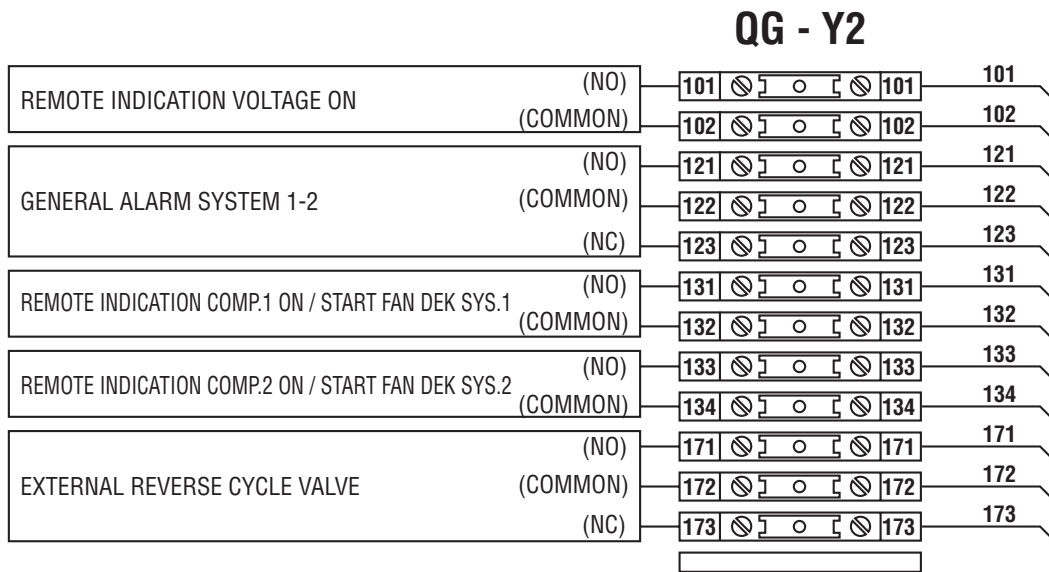 QG - Y2
REMOTE INDICATION VOLTAGE ON
(NO) 101 101 101
(COMMON) 102 102 102
GENERAL ALARM SYSTEM 1-2
(NO) 121 121 121
(COMMON) 122 122 122
(NC) 123 123 123
REMOTE INDICATION COMP.1 ON / START FAN DEK SYS.1
(NO) 131 131 131
(COMMON) 132 132 132
REMOTE INDICATION COMP.2 ON / START FAN DEK SYS.2
(NO) 133 133 133
(COMMON) 134 134 134
EXTERNAL REVERSE CYCLE VALVE
(NO) 171 171 171
(COMMON) 172 172 172
(NC) 173 173 173